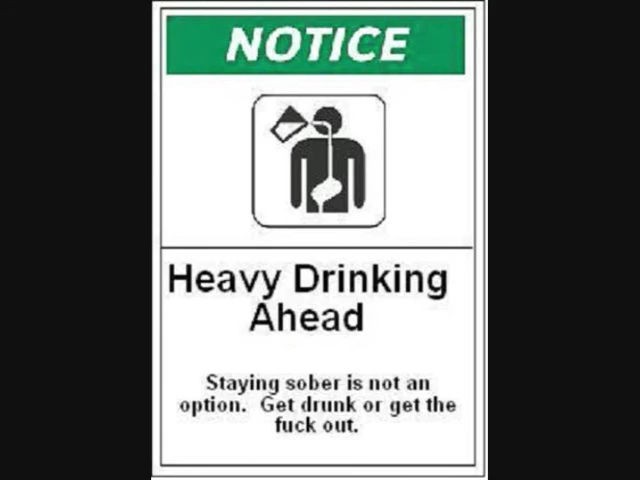 NOTICE
Heavy Drinking
Ahead
Staying sober is not an
option. Get drunk or get the
fuck out.